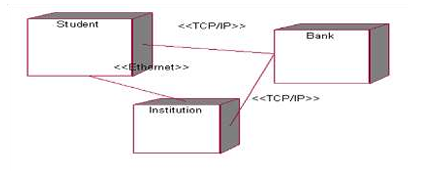 Student
<<TCP/IP>>
Bank
<<Ethernet>>
<<TCP/IP>>
Institution